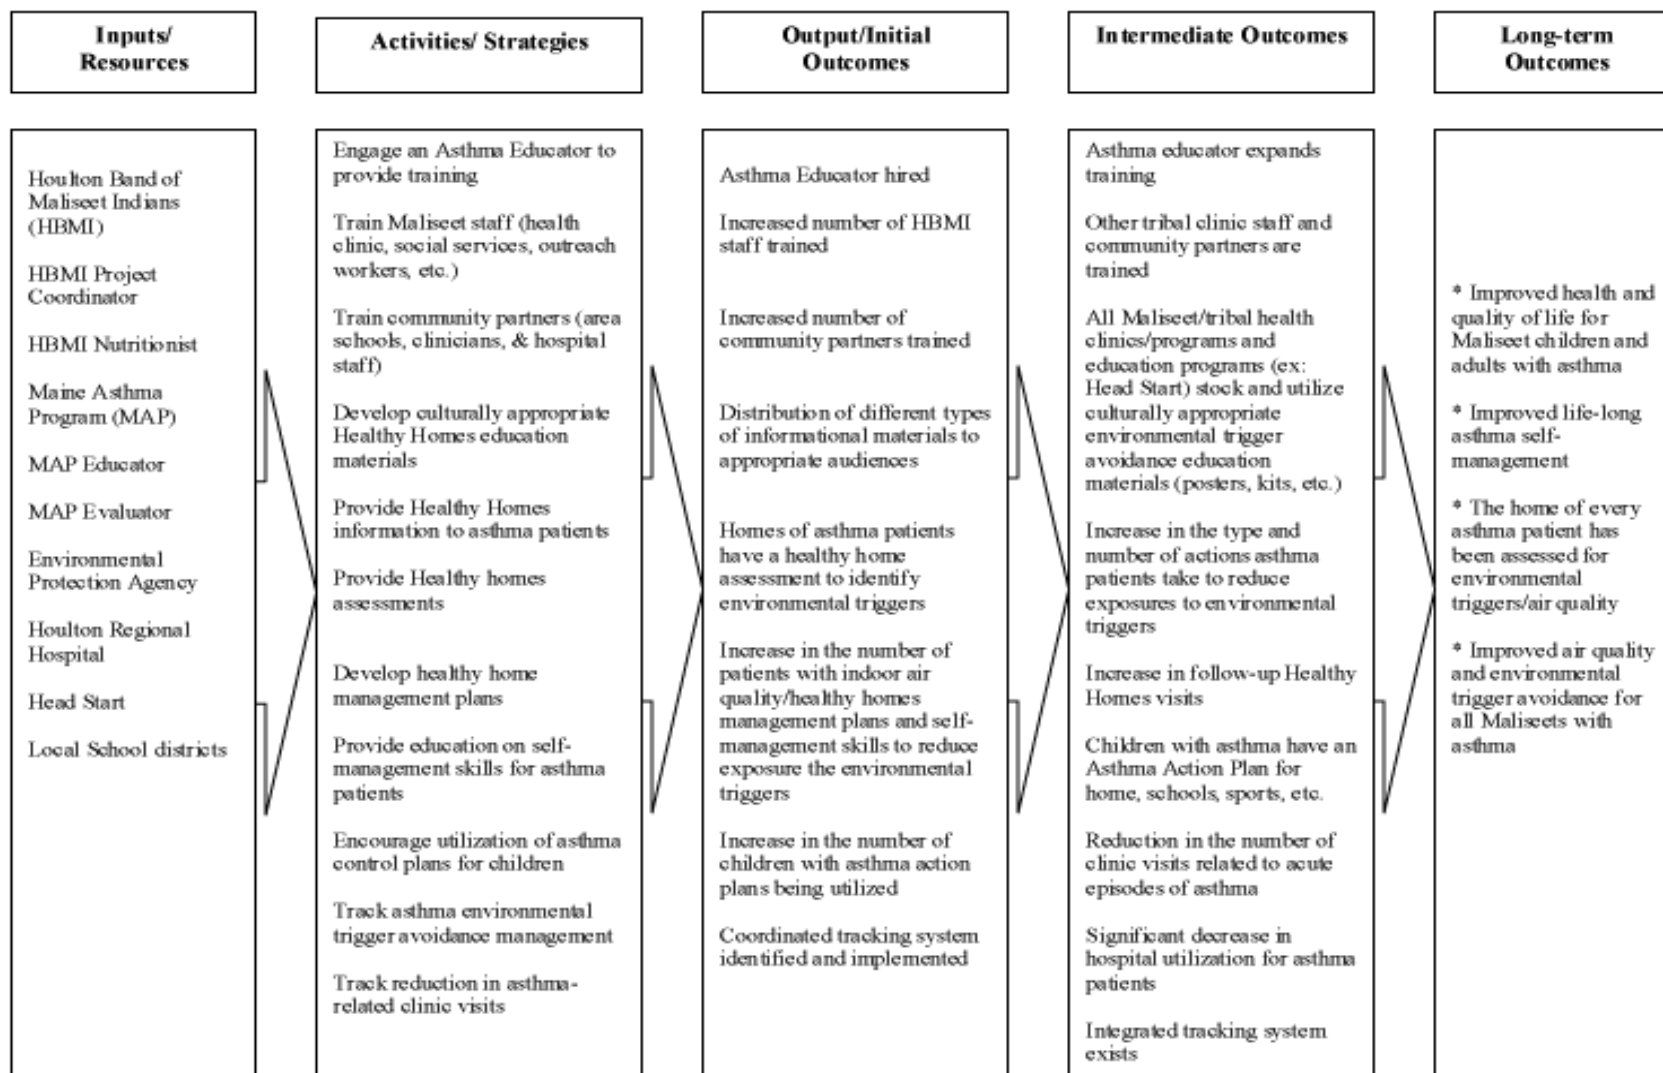 Inputs/
Resources
Activities/ Strategies
Output/Initial
Outcomes
Intermediate Outcomes
Long-term
Outcomes
Houlton Band of
Maliseet Indians
(HBMI)
HBMI Project
Coordinator
HBMI Nutritionist
Maine Asthma
Program (MAP)
MAP Educator
MAP Evaluator
Environmental
Protection Agency
Houlton Regional
Hospital
Head Start
Local School districts
Engage an Asthma Educator to
provide training
Train Maliseet staff (health
clinic, social services, outreach
workers, etc.)
Train community partners (area
schools, clinicians, & hospital
staff)
Develop culturally appropriate
Healthy Homes education
materials
Provide Healthy Homes
information to asthma patients
Provide Healthy homes
assessments
Develop healthy home
management plans
Provide education on self-
management skills for asthma
patients
Encourage utilization of asthma
control plans for children
Track asthma environmental
trigger avoidance management
Track reduction in asthma-
related clinic visits
Asthma Educator hired
Increased number of HBMI
staff trained
Increased number of
community partners trained
Distribution of different types
of informational materials to
appropriate audiences
Homes of asthma patients
have a healthy home
assessment to identify
environmental triggers
Increase in the number of
patients with indoor air
quality/healthy homes
management plans and self-
management skills to reduce
exposure the environmental
triggers
Increase in the number of
children with asthma action
plans being utilized
Coordinated tracking system
identified and implemented
Asthma educator expands
training
Other tribal clinic staff and
community partners are
trained
All Maliseet/tribal health
clinics/programs and
education programs (ex:
Head Start) stock and utilize
culturally appropriate
environmental trigger
avoidance education
materials (posters, kits, etc.)
Increase in the type and
number of actions asthma
patients take to reduce
exposures to environmental
triggers
Increase in follow-up Healthy
Homes visits
Children with asthma have an
Asthma Action Plan for
home, schools, sports, etc.
Reduction in the number of
clinic visits related to acute
episodes of asthma
Significant decrease in
hospital utilization for asthma
patients
Integrated tracking system
exists
* Improved health and
quality of life for
Maliseet children and
adults with asthma
* Improved life-long
asthma self-
management
* The home of every
asthma patient has
been assessed for
environmental
triggers/air quality
* Improved air quality
and environmental
trigger avoidance for
all Maliseets with
asthma